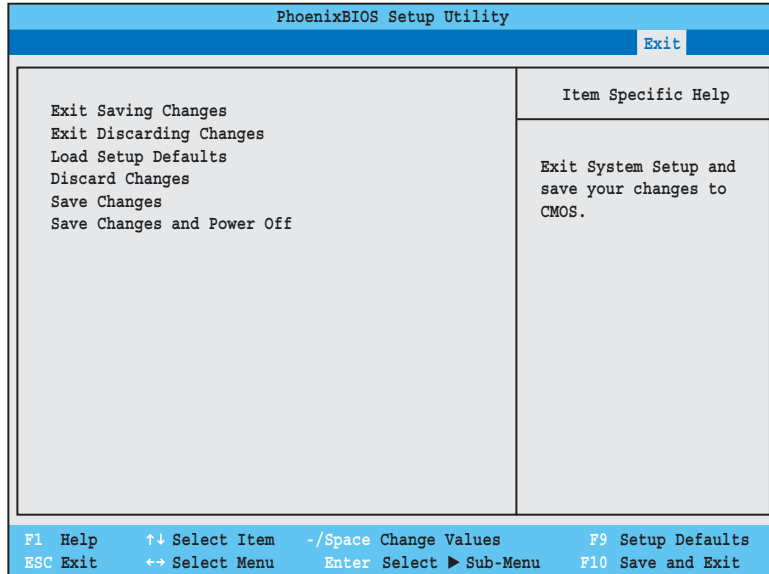 PhoenixBIOS Setup Utility
Exit
Exit Saving Changes
Exit Discarding Changes
Load Setup Defaults
Discard Changes
Save Changes
Save Changes and Power Off
Item Specific Help
Exit System Setup and
save your changes to
CMOS.
F1 Help ↑↓ Select Item -/Space Change Values F9 Setup Defaults
ESC Exit ←→ Select Menu Enter Select ▶ Sub-Menu F10 Save and Exit